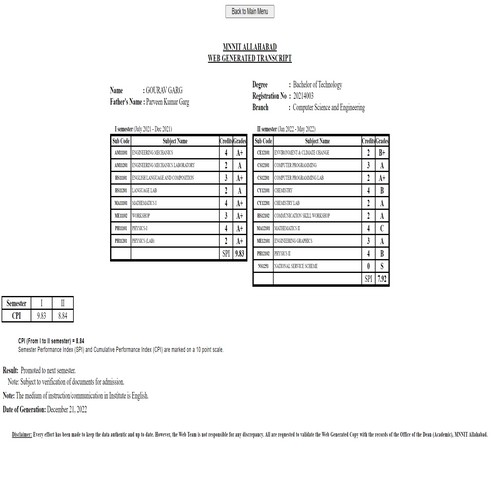 Back to Main Menu
MNNIT ALLAHABAD
WEB GENERATED TRANSCRIPT
Name : GOURAV GARG
Father's Name : Parveen Kumar Garg
Degree : Bachelor of Technology
Registration No : 20214003
Branch : Computer Science and Engineering
I semester (July 2021 - Dec 2021)
Sub Code Subject Name Credits Grades
AM11101 ENGINEERING MECHANICS 4 A+
AM11201 ENGINEERING MECHANICS LABORATORY 2 A
HS11101 ENGLISH LANGUAGE AND COMPOSITION 3 A+
HS11201 LANGUAGE LAB 2 A
MA11101 MATHEMATICS-I 4 A+
ME11202 WORKSHOP 3 A+
PH11101 PHYSICS-I 4 A+
PH11201 PHYSICS (LAB) 2 A+
SPI 9.83
II semester (Jan 2022 - May 2022)
Sub Code Subject Name Credits Grades
ENVIRONMENT & CLIMATE CHANGE 2 B+
COMPUTER PROGRAMMING 3 A
COMPUTER PROGRAMMING LAB 2 A+
CHEMISTRY 4 B
CHEMISTRY LAB 2 A
COMMUNICATION SKILL WORKSHOP 2 A
MATHEMATICS-II 4 C
ENGINEERING GRAPHICS 3 A
PHYSICS-II 4 B
NATIONAL SERVICE SCHEME 0 S
SPI 7.92
Semester I II
CPI 9.83 8.84
CPI (From I to II semester) = 8.84
Semester Performance Index (SPI) and Cumulative Performance Index (CPI) are marked on a 10 point scale.
Result: Promoted to next semester.
Note: Subject to verification of documents for admission.
Note: The medium of instruction/communication in Institute is English.
Date of Generation: December 21, 2022
Disclaimer: Every effort has been made to keep the data authentic and up to date. However, the Web Team is not responsible for any discrepancy. All are requested to validate the Web Generated Copy with the records of the Office of the Dean (Academic), MNNIT Allahabad.